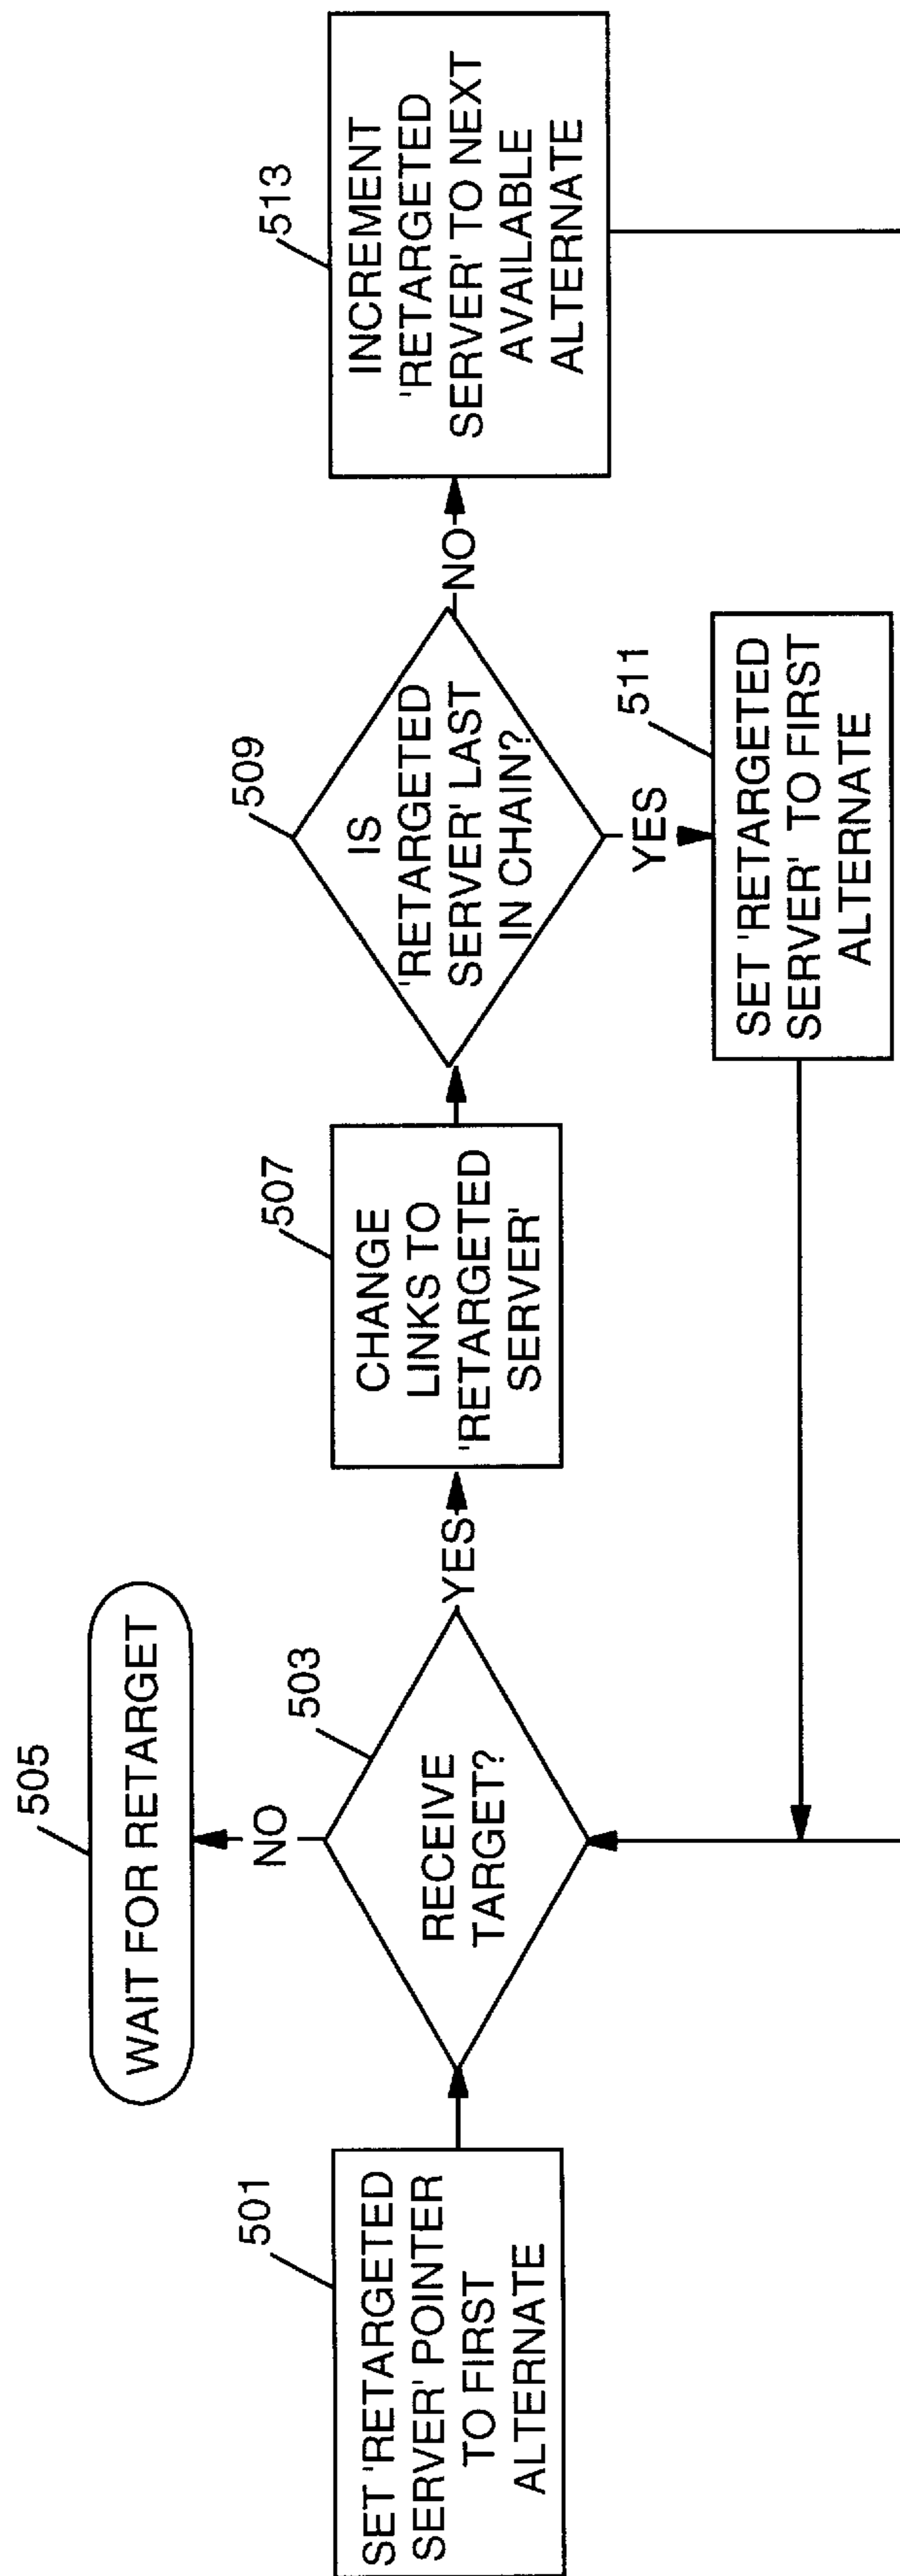 501
SET 'RETARGETED
SERVER' POINTER
TO FIRST
ALTERNATE
503
RECEIVE
TARGET?
NO
505
WAIT FOR RETARGET
YES
507
CHANGE
LINKS TO
'RETARGETED
SERVER'
509
IS
'RETARGETED
SERVER' LAST
IN CHAIN?
YES
511
SET 'RETARGETED
SERVER' TO FIRST
ALTERNATE
NO
513
INCREMENT
'RETARGETED
SERVER' TO NEXT
AVAILABLE
ALTERNATE